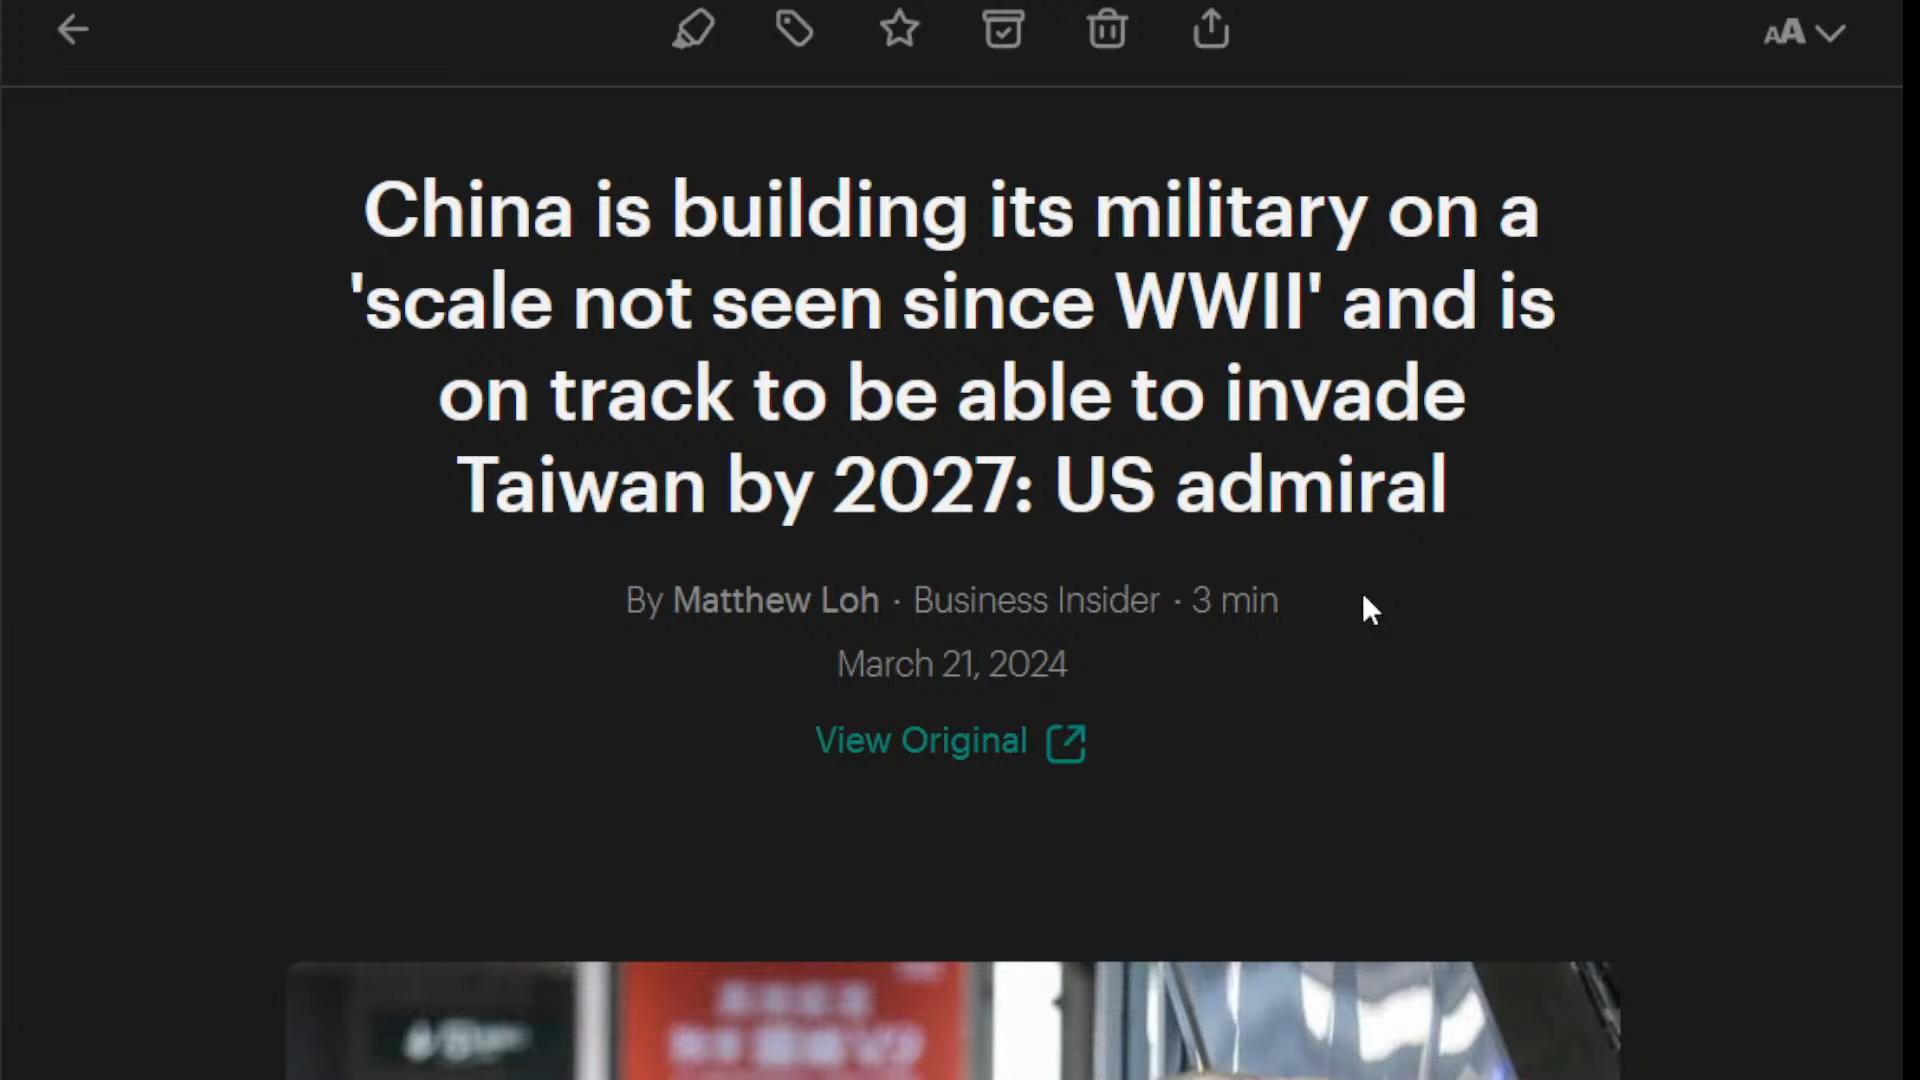 AA
China is building its military on a
'scale not seen since WWII' and is
on track to be able to invade
Taiwan by 2027: US admiral
By Matthew Loh · Business Insider · 3 min
March 21, 2024
View Original